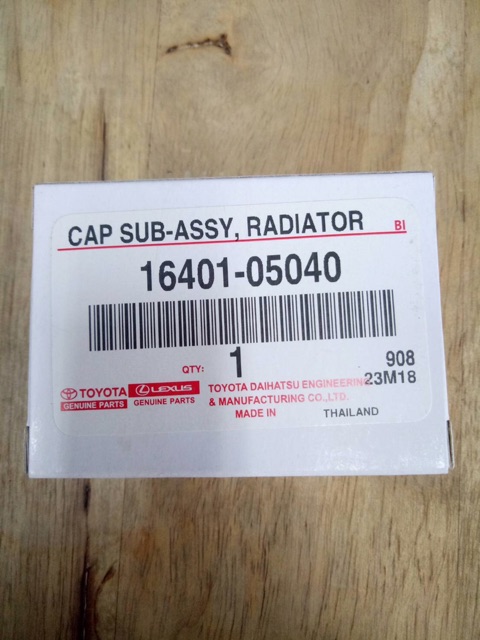 CAP SUB-ASSY, RADIATOR BI
16401-05040
QTY: 1 908
23M18
TOYOTA LEXUS
GENUINE PARTS GENUINE PARTS
TOYOTA DAIHATSU ENGINEERING
& MANUFACTURING CO.,LTD.
MADE IN THAILAND